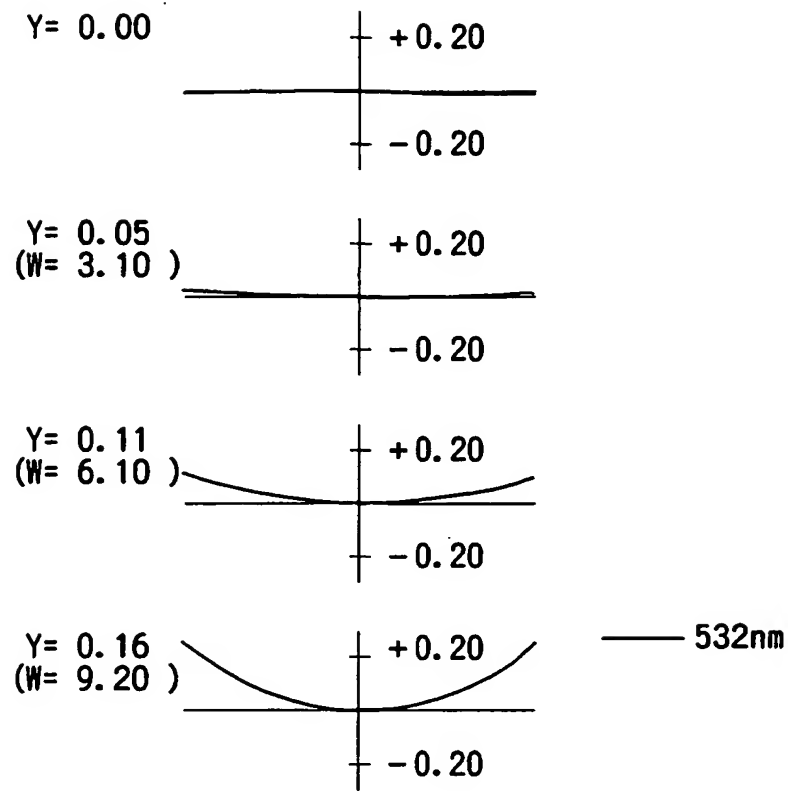 Y= 0.00
+0.20
-0.20
Y= 0.05
(W= 3.10 )
+0.20
-0.20
Y= 0.11
(W= 6.10 )
+0.20
-0.20
Y= 0.16
(W= 9.20 )
+0.20
-0.20
532nm